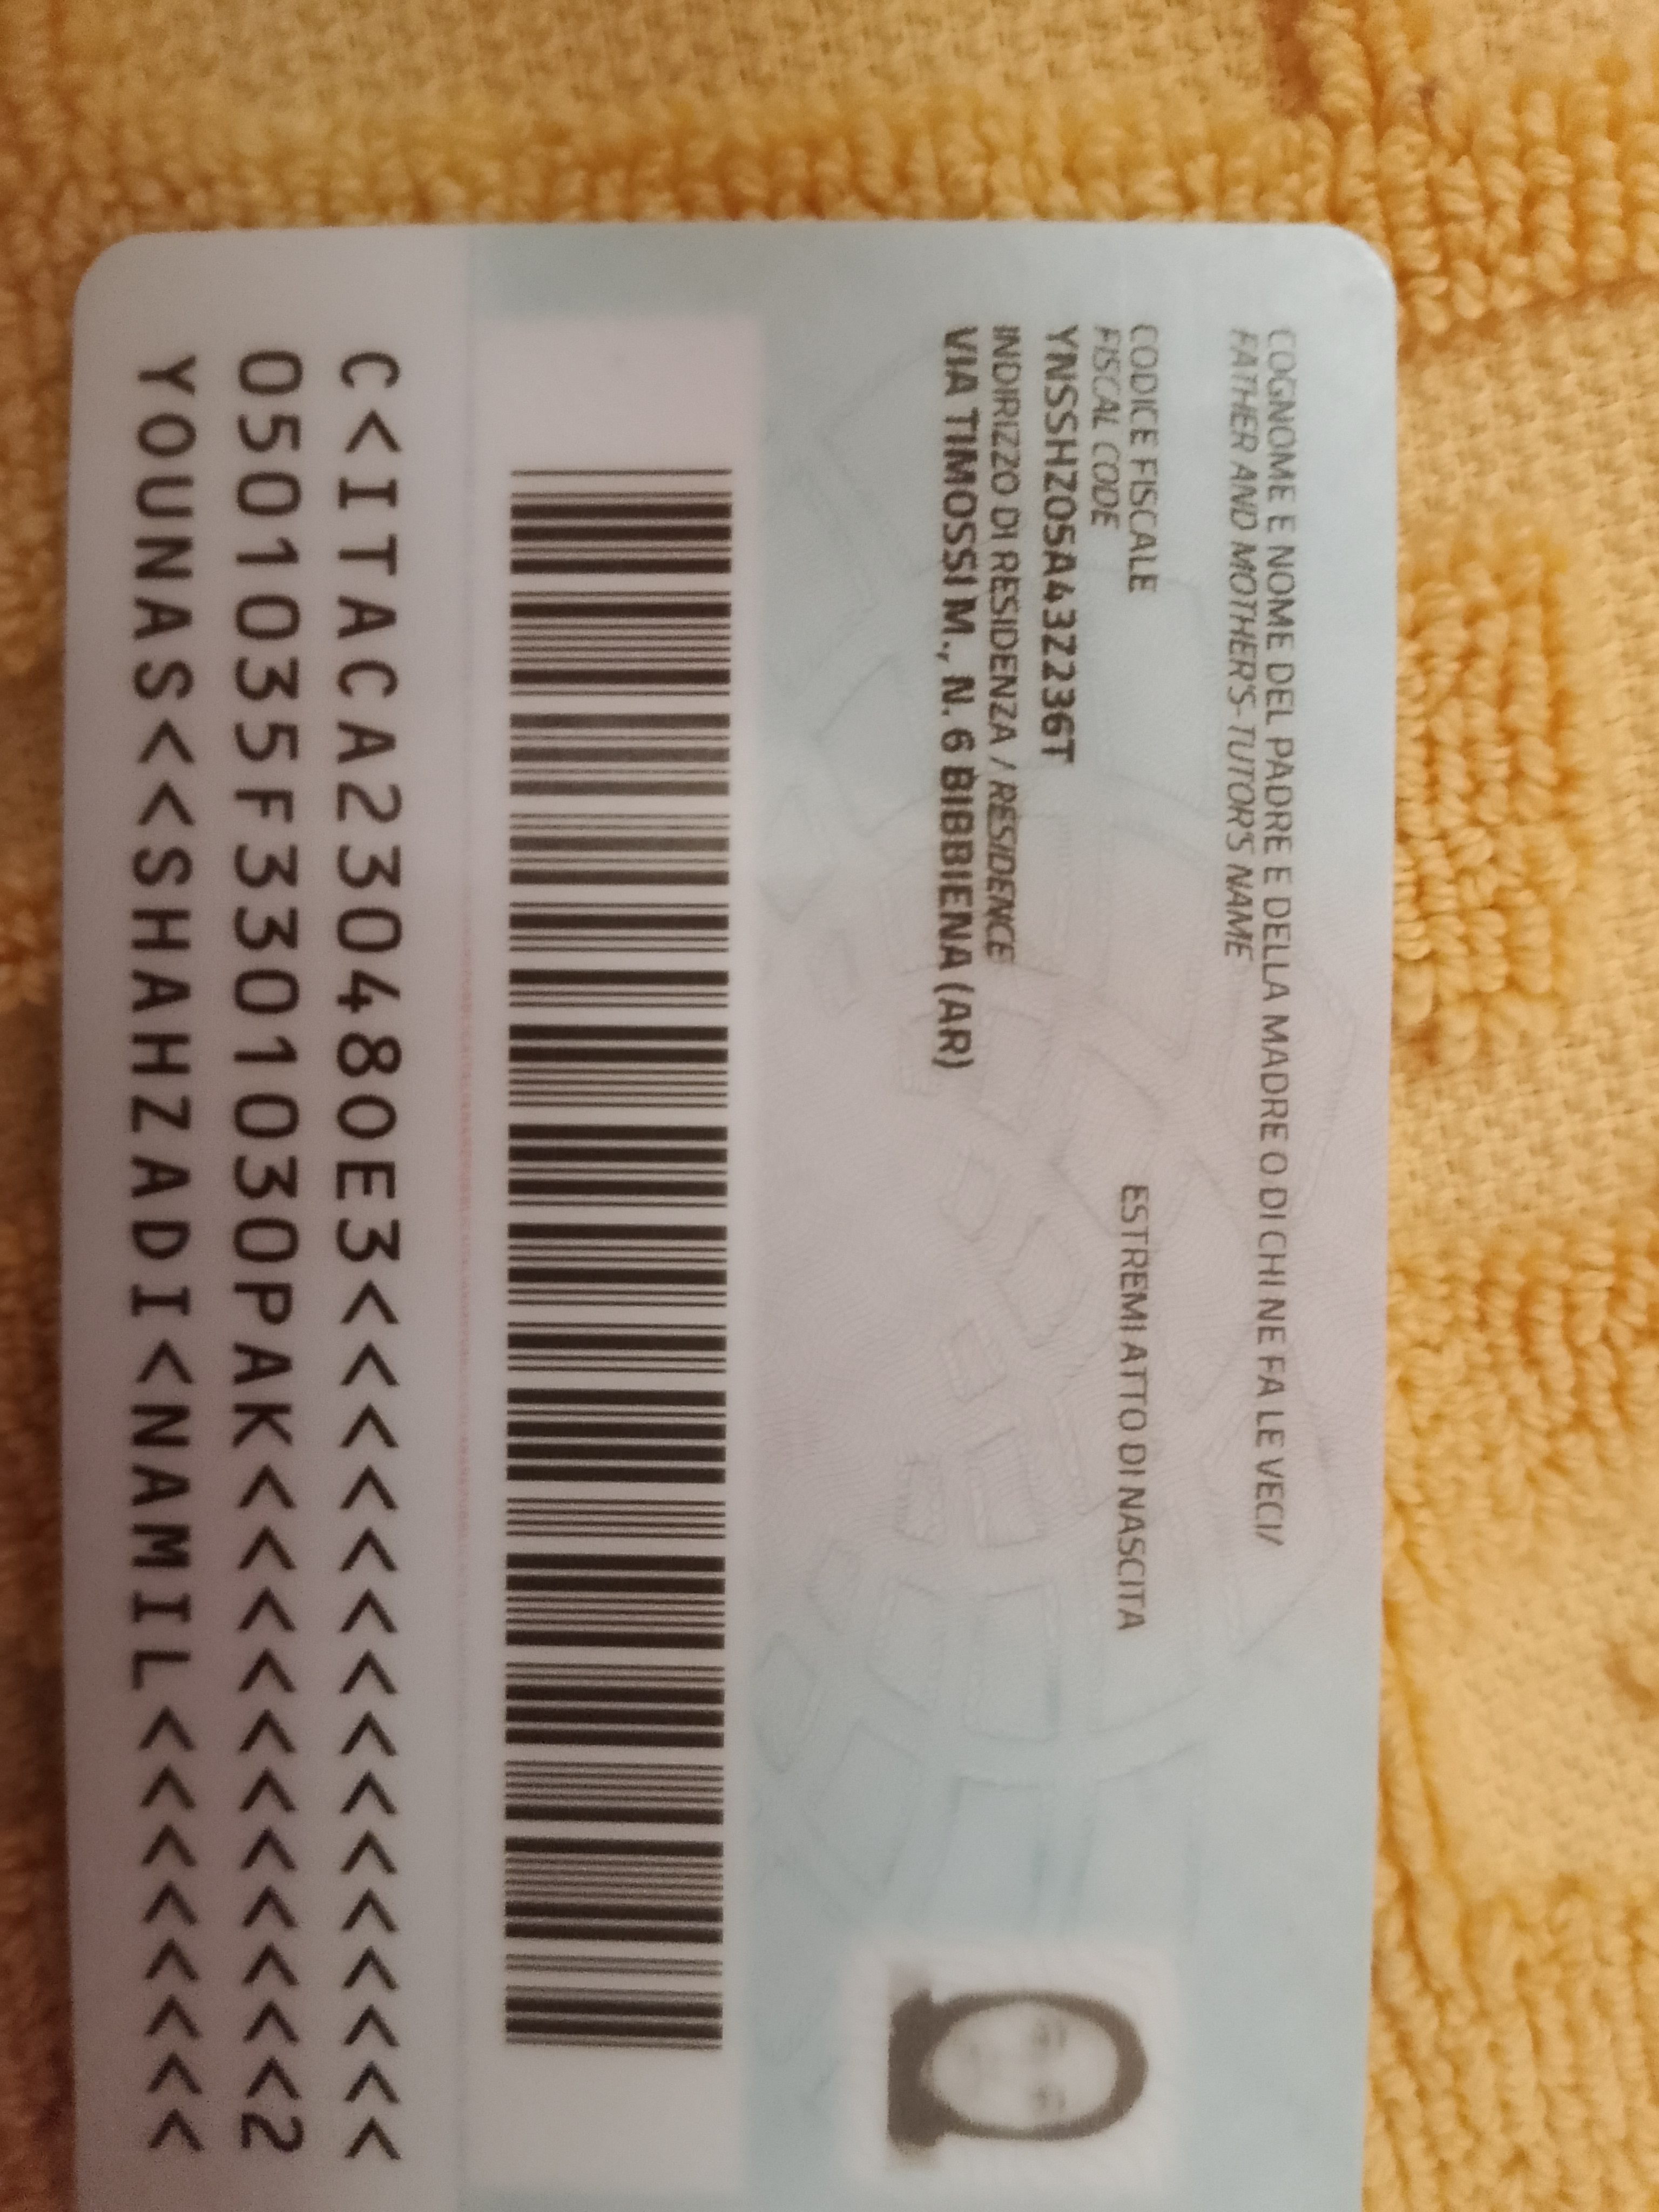 COGNOME E NOME DEL PADRE E DELLA MADRE O DI CHI NE FA LE VECI/
FATHER AND MOTHER'S-TUTOR'S NAME
CODICE FISCALE
FISCAL CODE
ESTREMI ATTO DI NASCITA
YNSSHZ05A43Z236T
INDIRIZZO DI RESIDENZA / RESIDENCE
VIA TIMOSSI M., N. 6 BIBBIENA (AR)
C<ITACA230480E3<<<<<<<<<<<<<<<
0501035F3301030PAK<<<<<<<<<<<2
YOUNAS<<SHAHZADI<NAMIL<<<<<<<<